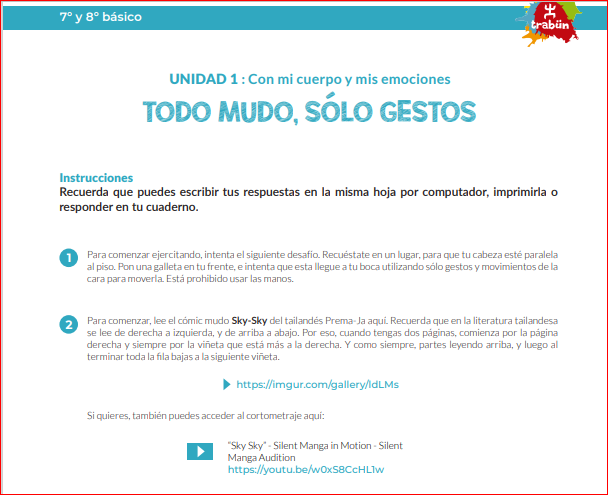 7° y 8° básico
trabün
UNIDAD 1 : Con mi cuerpo y mis emociones
TODO MUDO, SÓLO GESTOS
Instrucciones
Recuerda que puedes escribir tus respuestas en la misma hoja por computador, imprimirla o
responder en tu cuaderno.
1 Para comenzar ejercitando, intenta el siguiente desafío. Recuéstate en un lugar, para que tu cabeza esté paralela
al piso. Pon una galleta en tu frente, e intenta que esta llegue a tu boca utilizando sólo gestos y movimientos de la
cara para moverla. Está prohibido usar las manos.
2 Para comenzar, lee el cómic mudo Sky-Sky del tailandés Prema-Ja aquí. Recuerda que en la literatura tailandesa
se lee de derecha a izquierda, y de arriba a abajo. Por eso, cuando tengas dos páginas, comienza por la página
derecha y siempre por la viñeta que está más a la derecha. Y como siempre, partes leyendo arriba, y luego al
terminar toda la fila bajas a la siguiente viñeta.
https://imgur.com/gallery/ldLMs
Si quieres, también puedes acceder al cortometraje aquí:
"Sky Sky" - Silent Manga in Motion - Silent
Manga Audition
https://youtu.be/w0xS8CcHL1w